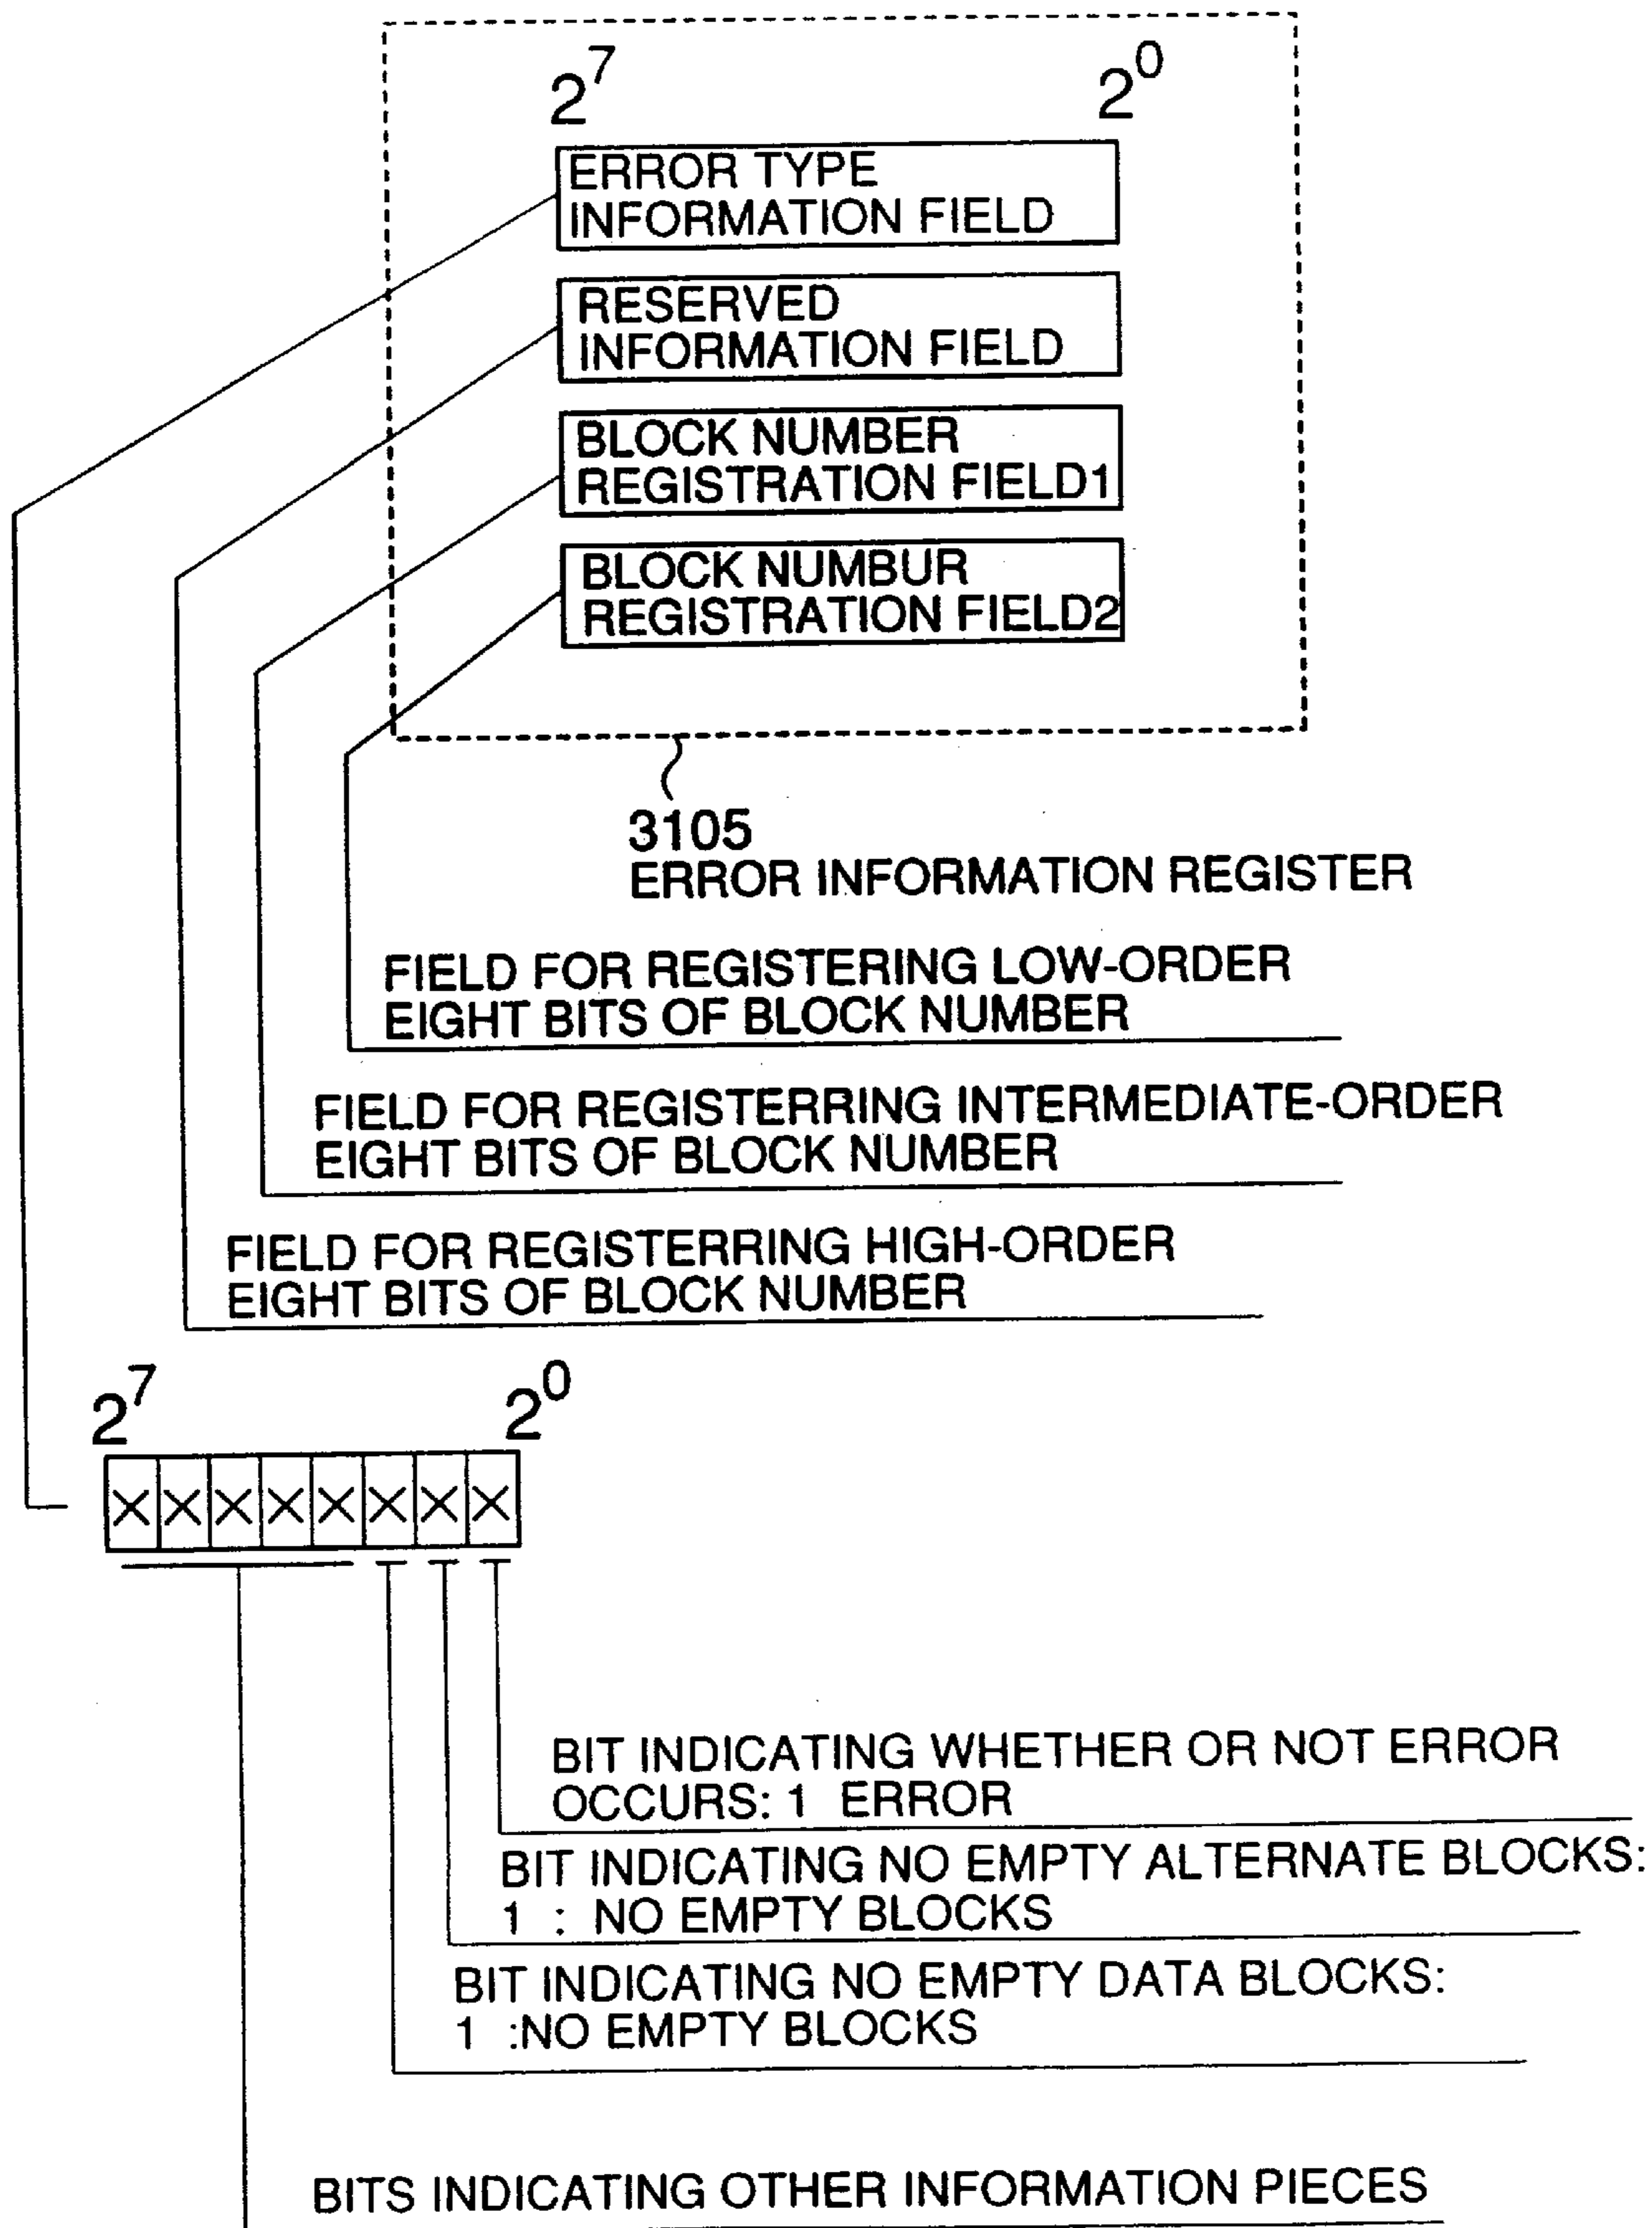 2^7 2^0
ERROR TYPE
INFORMATION FIELD
RESERVED
INFORMATION FIELD
BLOCK NUMBER
REGISTRATION FIELD1
BLOCK NUMBUR
REGISTRATION FIELD2
3105
ERROR INFORMATION REGISTER
FIELD FOR REGISTERING LOW-ORDER
EIGHT BITS OF BLOCK NUMBER
FIELD FOR REGISTERRING INTERMEDIATE-ORDER
EIGHT BITS OF BLOCK NUMBER
FIELD FOR REGISTERRING HIGH-ORDER
EIGHT BITS OF BLOCK NUMBER
2^7 2^0
X X X X X X X X
BIT INDICATING WHETHER OR NOT ERROR
OCCURS: 1 ERROR
BIT INDICATING NO EMPTY ALTERNATE BLOCKS:
1 : NO EMPTY BLOCKS
BIT INDICATING NO EMPTY DATA BLOCKS:
1 :NO EMPTY BLOCKS
BITS INDICATING OTHER INFORMATION PIECES